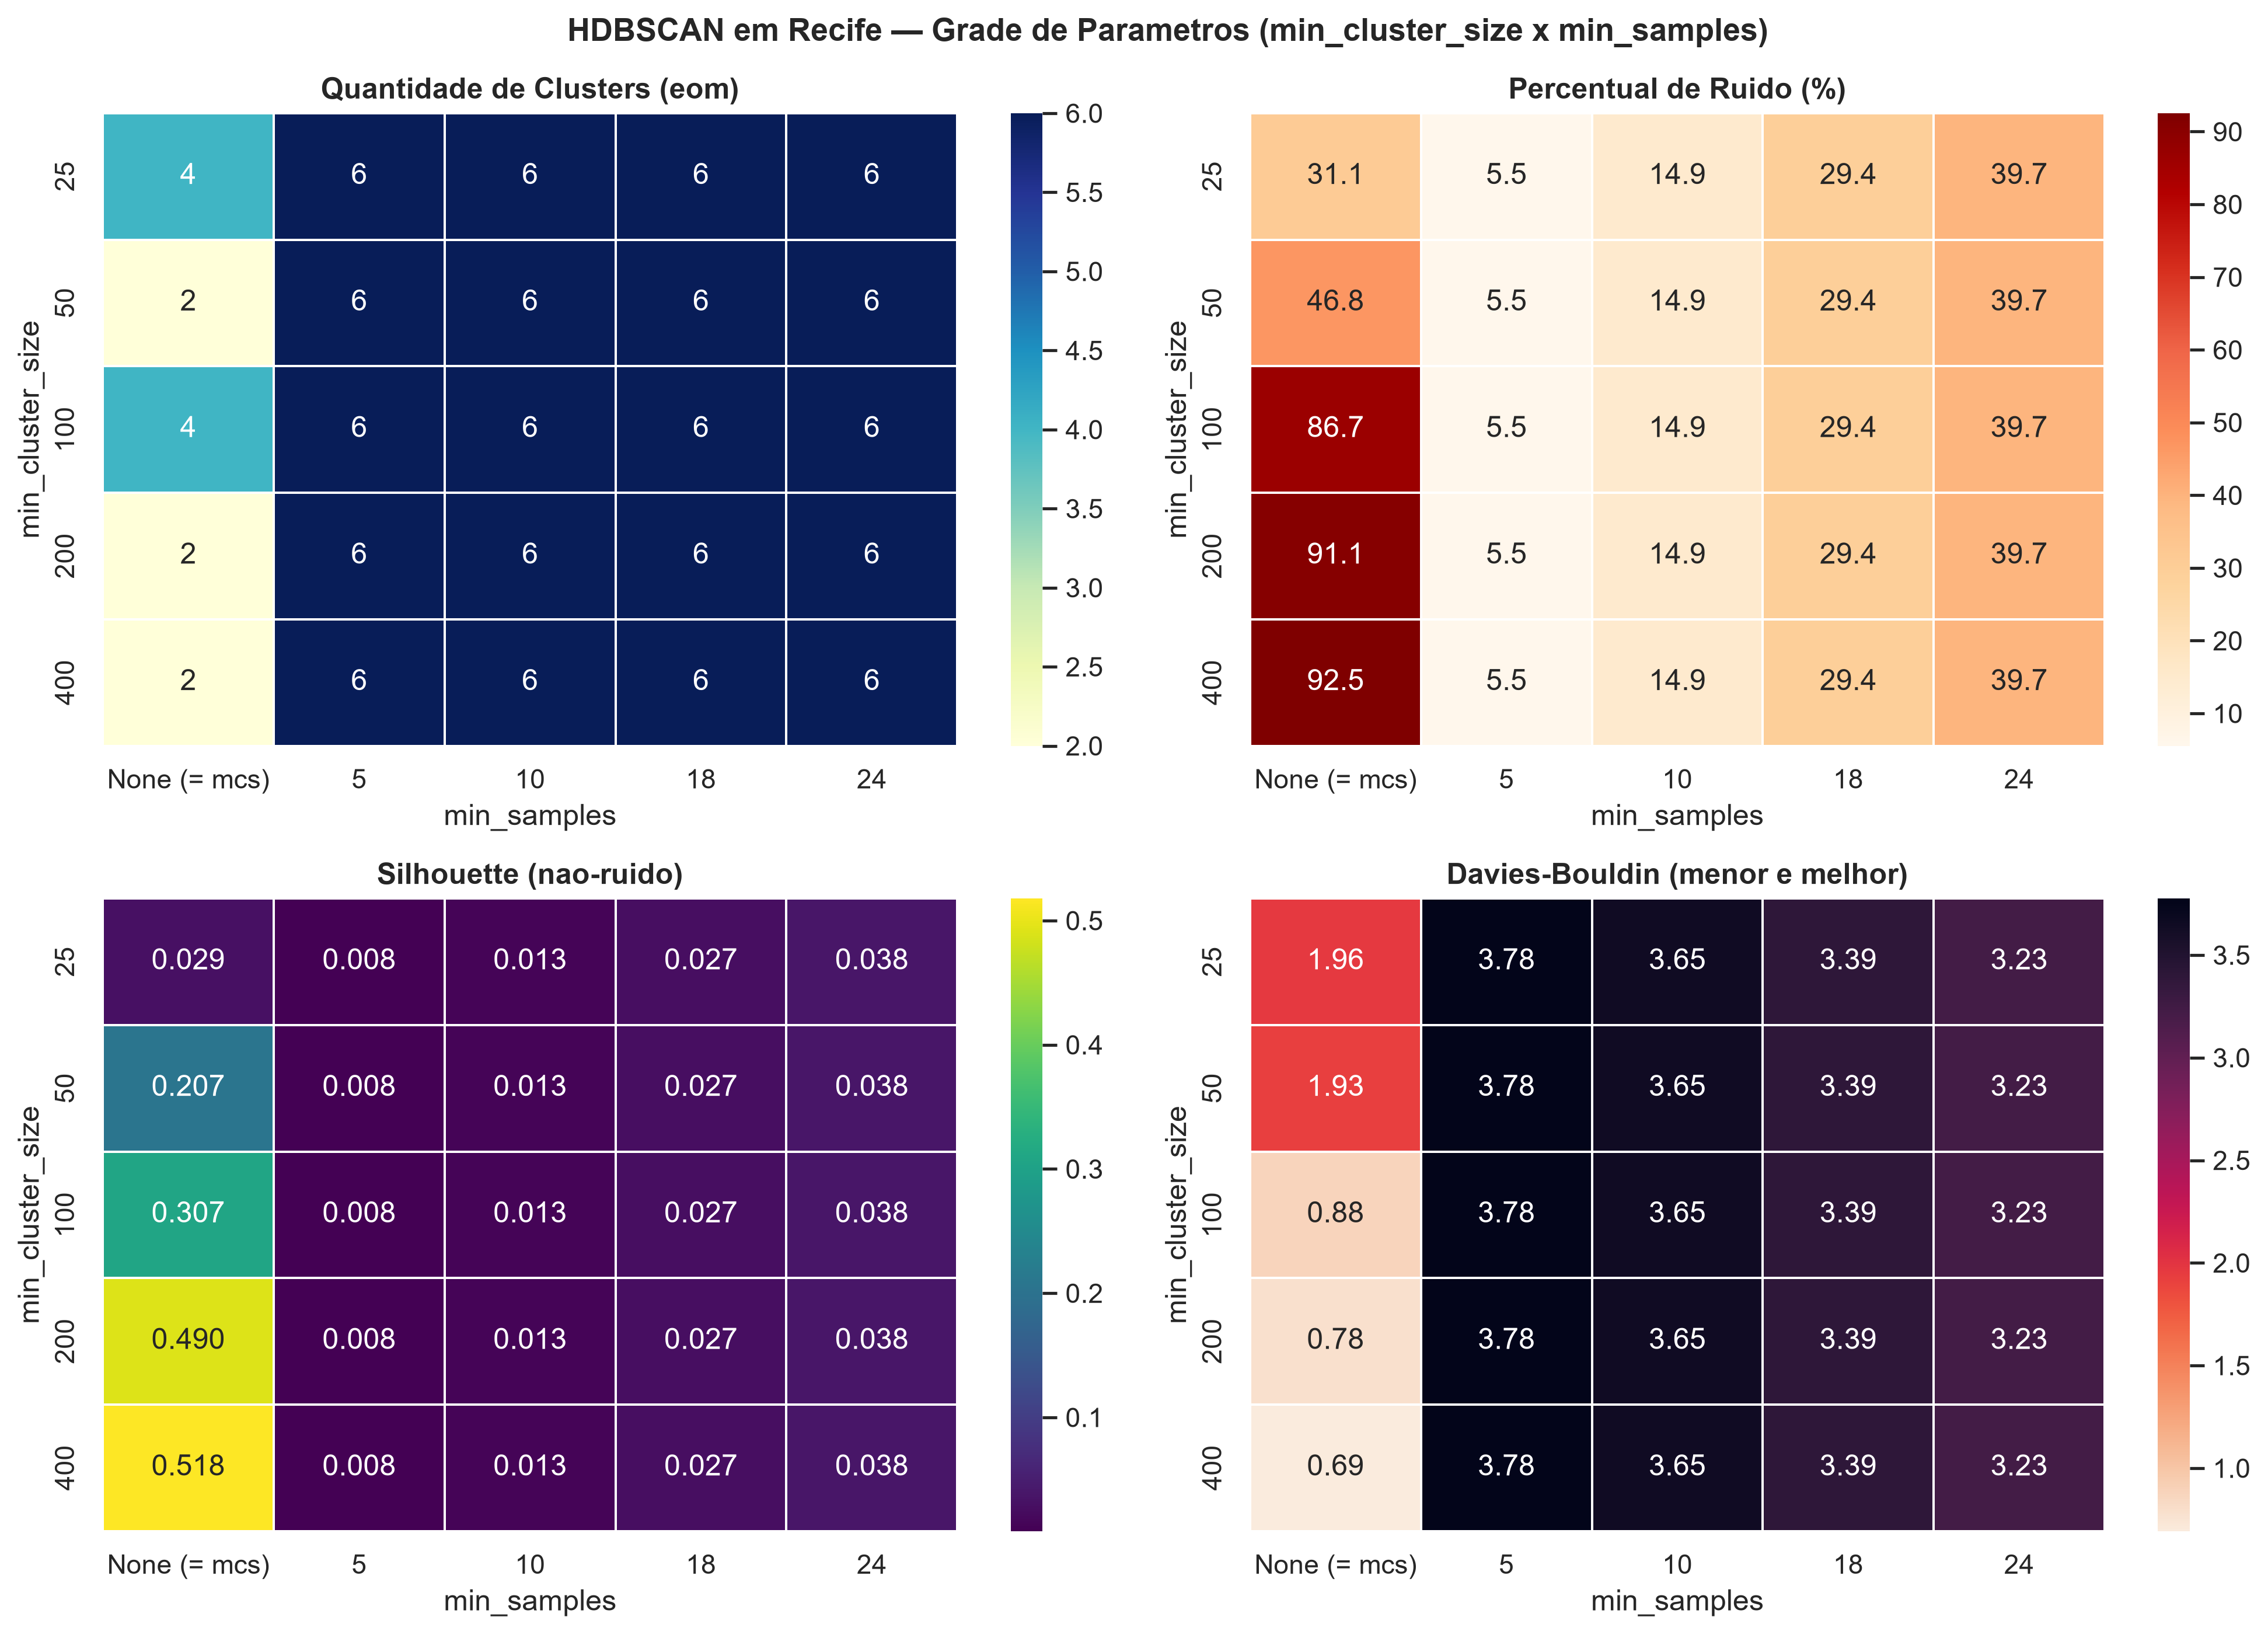 HDBSCAN em Recife — Grade de Parametros (min_cluster_size x min_samples)
Quantidade de Clusters (eom)
min_cluster_size
25 4 6 6 6 6
50 2 6 6 6 6
100 4 6 6 6 6
200 2 6 6 6 6
400 2 6 6 6 6
None (= mcs) 5 10 18 24
min_samples
6.0
5.5
5.0
4.5
4.0
3.5
3.0
2.5
2.0
Percentual de Ruido (%)
min_cluster_size
25 31.1 5.5 14.9 29.4 39.7
50 46.8 5.5 14.9 29.4 39.7
100 86.7 5.5 14.9 29.4 39.7
200 91.1 5.5 14.9 29.4 39.7
400 92.5 5.5 14.9 29.4 39.7
None (= mcs) 5 10 18 24
min_samples
90
80
70
60
50
40
30
20
10
Silhouette (nao-ruido)
min_cluster_size
25 0.029 0.008 0.013 0.027 0.038
50 0.207 0.008 0.013 0.027 0.038
100 0.307 0.008 0.013 0.027 0.038
200 0.490 0.008 0.013 0.027 0.038
400 0.518 0.008 0.013 0.027 0.038
None (= mcs) 5 10 18 24
min_samples
0.5
0.4
0.3
0.2
0.1
Davies-Bouldin (menor e melhor)
min_cluster_size
25 1.96 3.78 3.65 3.39 3.23
50 1.93 3.78 3.65 3.39 3.23
100 0.88 3.78 3.65 3.39 3.23
200 0.78 3.78 3.65 3.39 3.23
400 0.69 3.78 3.65 3.39 3.23
None (= mcs) 5 10 18 24
min_samples
3.5
3.0
2.5
2.0
1.5
1.0